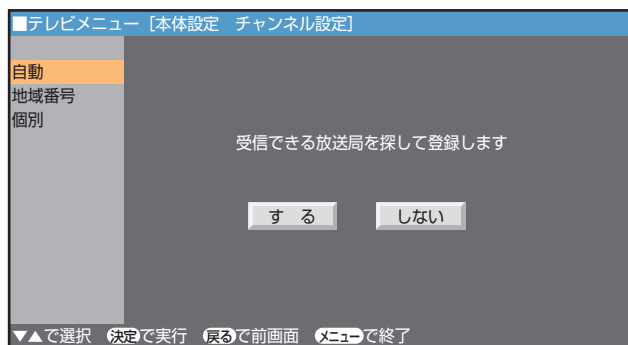 ■テレビメニュー [本体設定　チャンネル設定]
自動
地域番号
個別
受信できる放送局を探して登録します
する　しない
▼▲で選択　決定で実行　戻るで前画面　メニューで終了